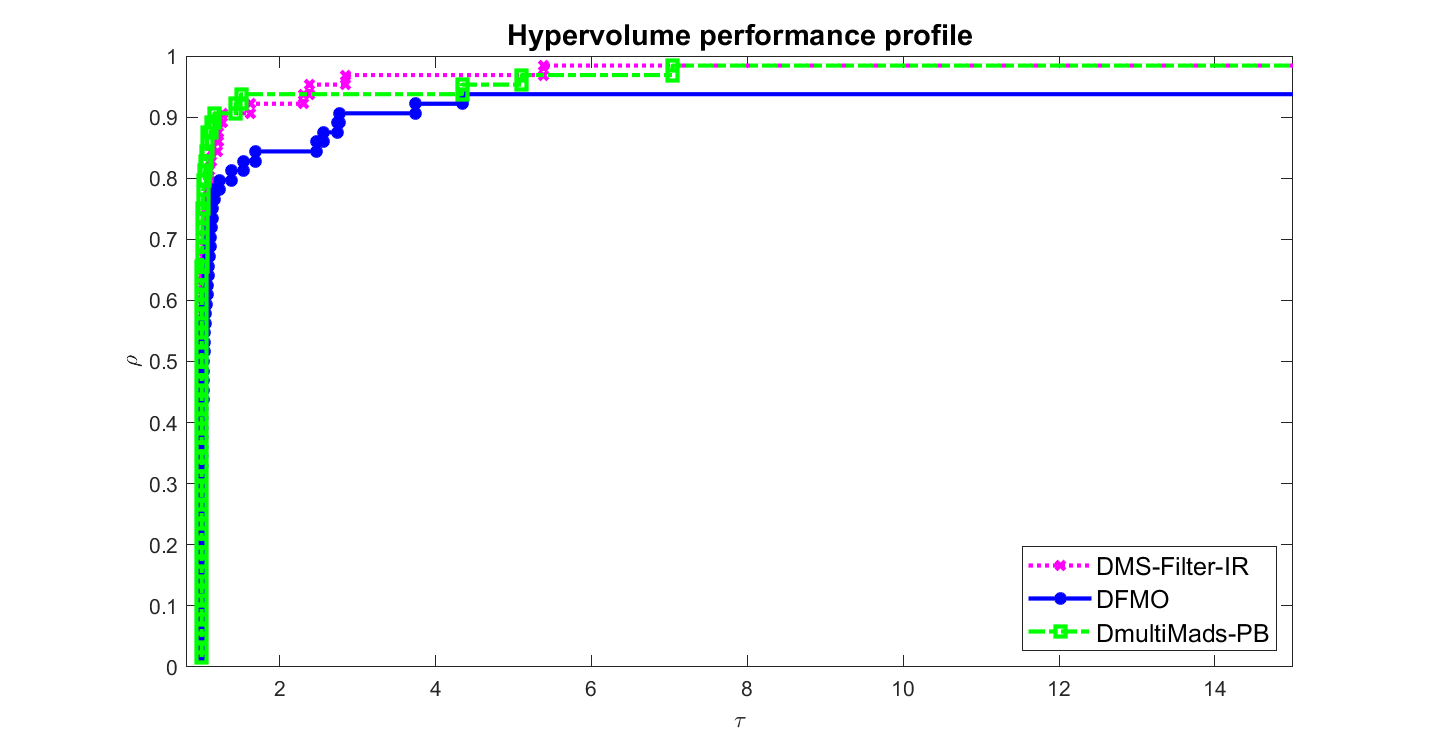 Hypervolume performance profile
1
0.9
0.8
0.7
0.6
0.5
0.4
0.3
0.2
0.1
0
ρ
2 4 6 8 10 12 14
τ
DMS-Filter-IR
DFMO
DmultiMads-PB